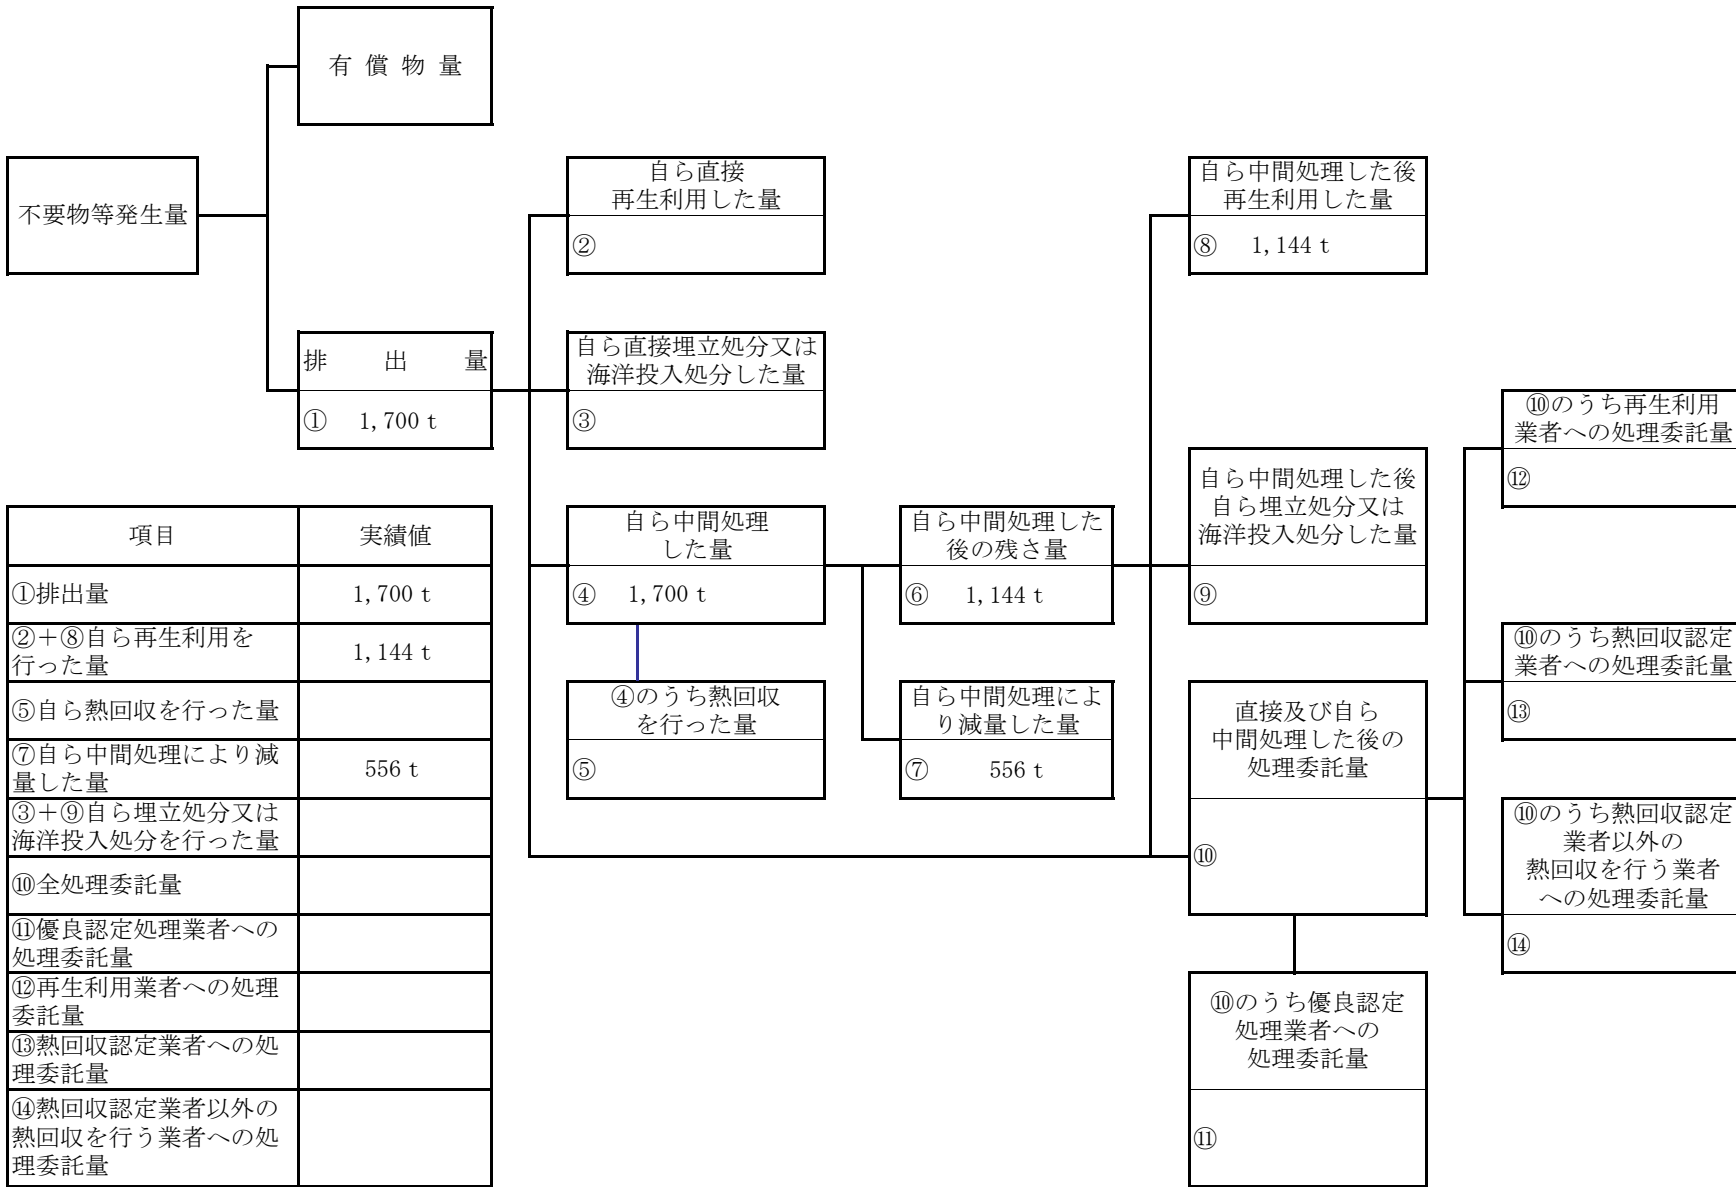 有 償 物 量
不要物等発生量
自ら直接
再生利用した量
②
自ら中間処理した後
再生利用した量
⑧ 1,144 t
排 出 量
① 1,700 t
自ら直接埋立処分又は
海洋投入処分した量
③
⑩のうち再生利用
業者への処理委託量
⑫
自ら中間処理した後
自ら埋立処分又は
海洋投入処分した量
⑨
自ら中間処理
した量
④ 1,700 t
自ら中間処理した
後の残さ量
⑥ 1,144 t
⑩のうち熱回収認定
業者への処理委託量
⑬
④のうち熱回収
を行った量
⑤
自ら中間処理によ
り減量した量
⑦ 556 t
直接及び自ら
中間処理した後の
処理委託量
⑩
⑩のうち熱回収認定
業者以外の
熱回収を行う業者
への処理委託量
⑭
⑩のうち優良認定
処理業者への
処理委託量
⑪
項目 実績値
①排出量 1,700 t
②＋⑧自ら再生利用を
行った量 1,144 t
⑤自ら熱回収を行った量
⑦自ら中間処理により減
量した量 556 t
③＋⑨自ら埋立処分又は
海洋投入処分を行った量
⑩全処理委託量
⑪優良認定処理業者への
処理委託量
⑫再生利用業者への処理
委託量
⑬熱回収認定業者への処
理委託量
⑭熱回収認定業者以外の
熱回収を行う業者への処
理委託量